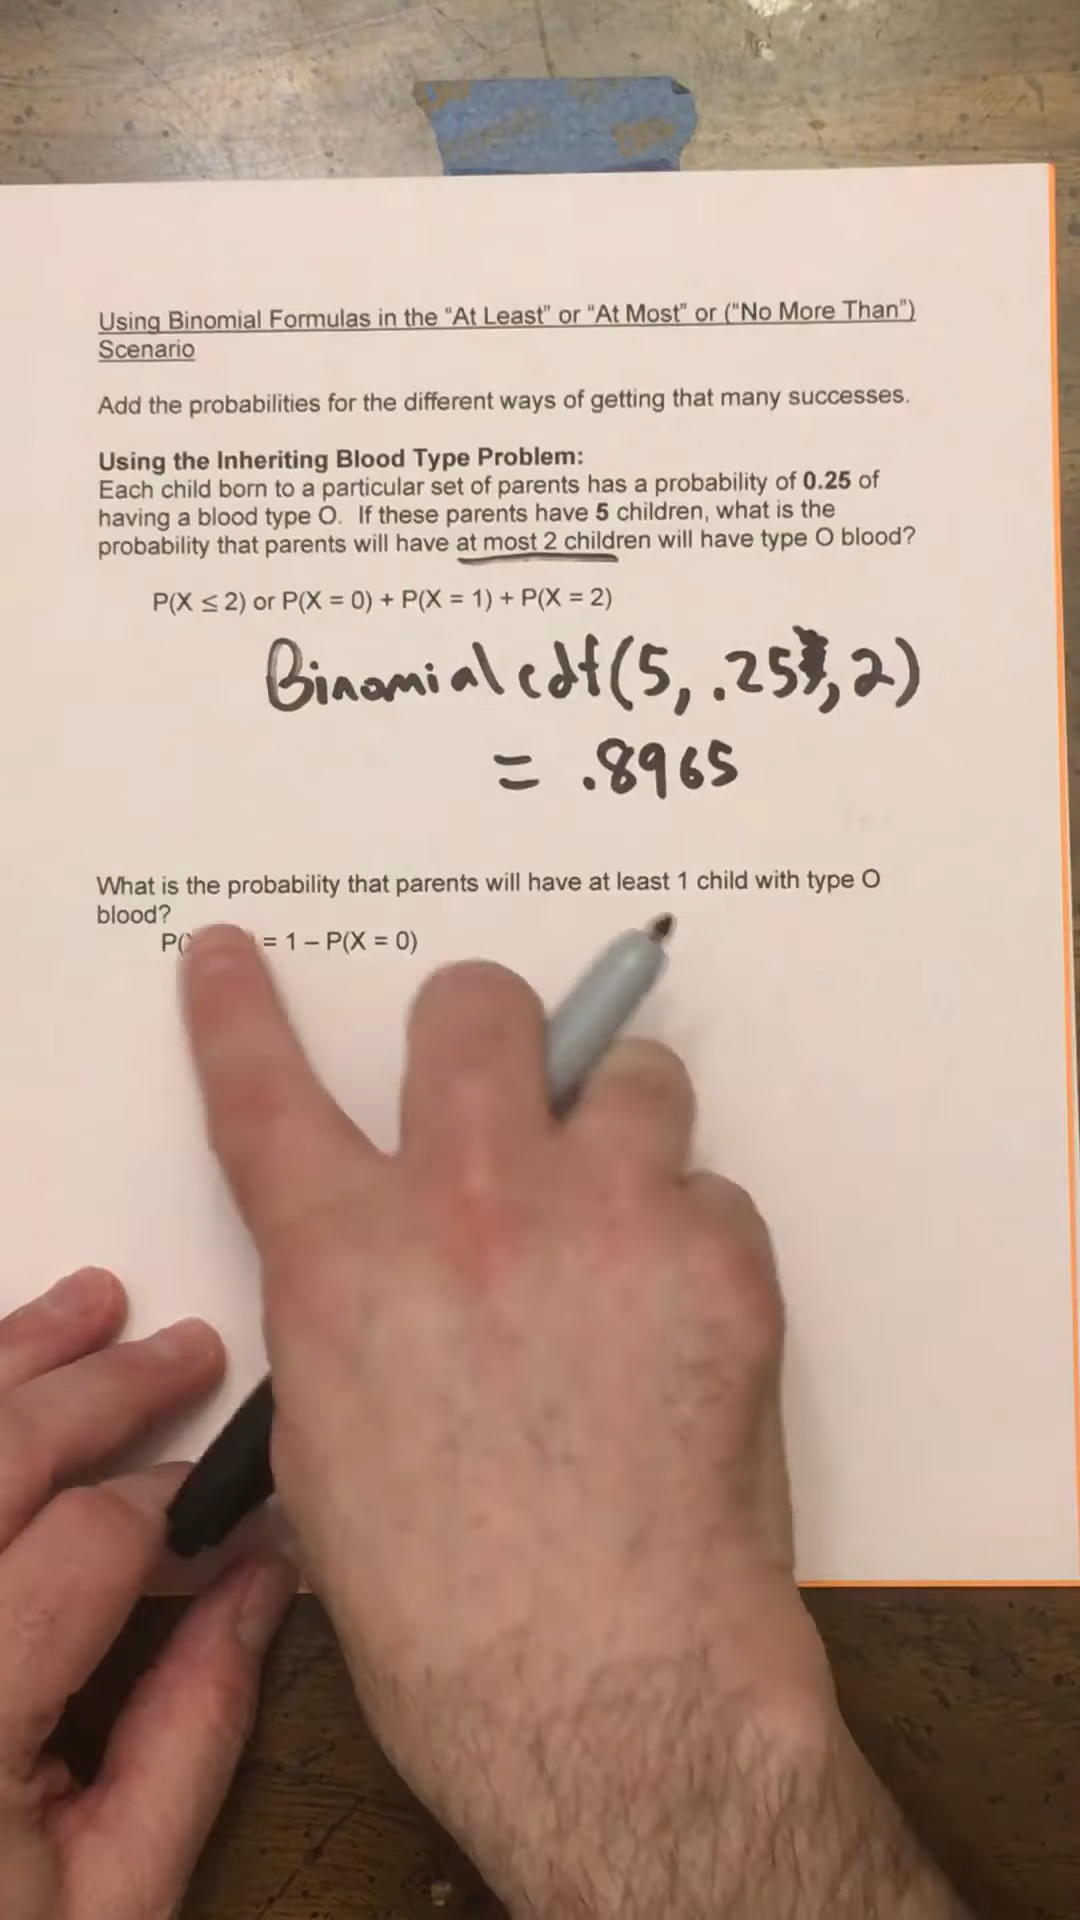 Using Binomial Formulas in the “At Least” or “At Most” or (“No More Than”)
Scenario
Add the probabilities for the different ways of getting that many successes.
Using the Inheriting Blood Type Problem:
Each child born to a particular set of parents has a probability of 0.25 of
having a blood type O. If these parents have 5 children, what is the
probability that parents will have at most 2 children will have type O blood?
P(X ≤ 2) or P(X = 0) + P(X = 1) + P(X = 2)
Binomial cdf(5, .25, 2)
= .8965
What is the probability that parents will have at least 1 child with type O
blood?
P( = 1 – P(X = 0)